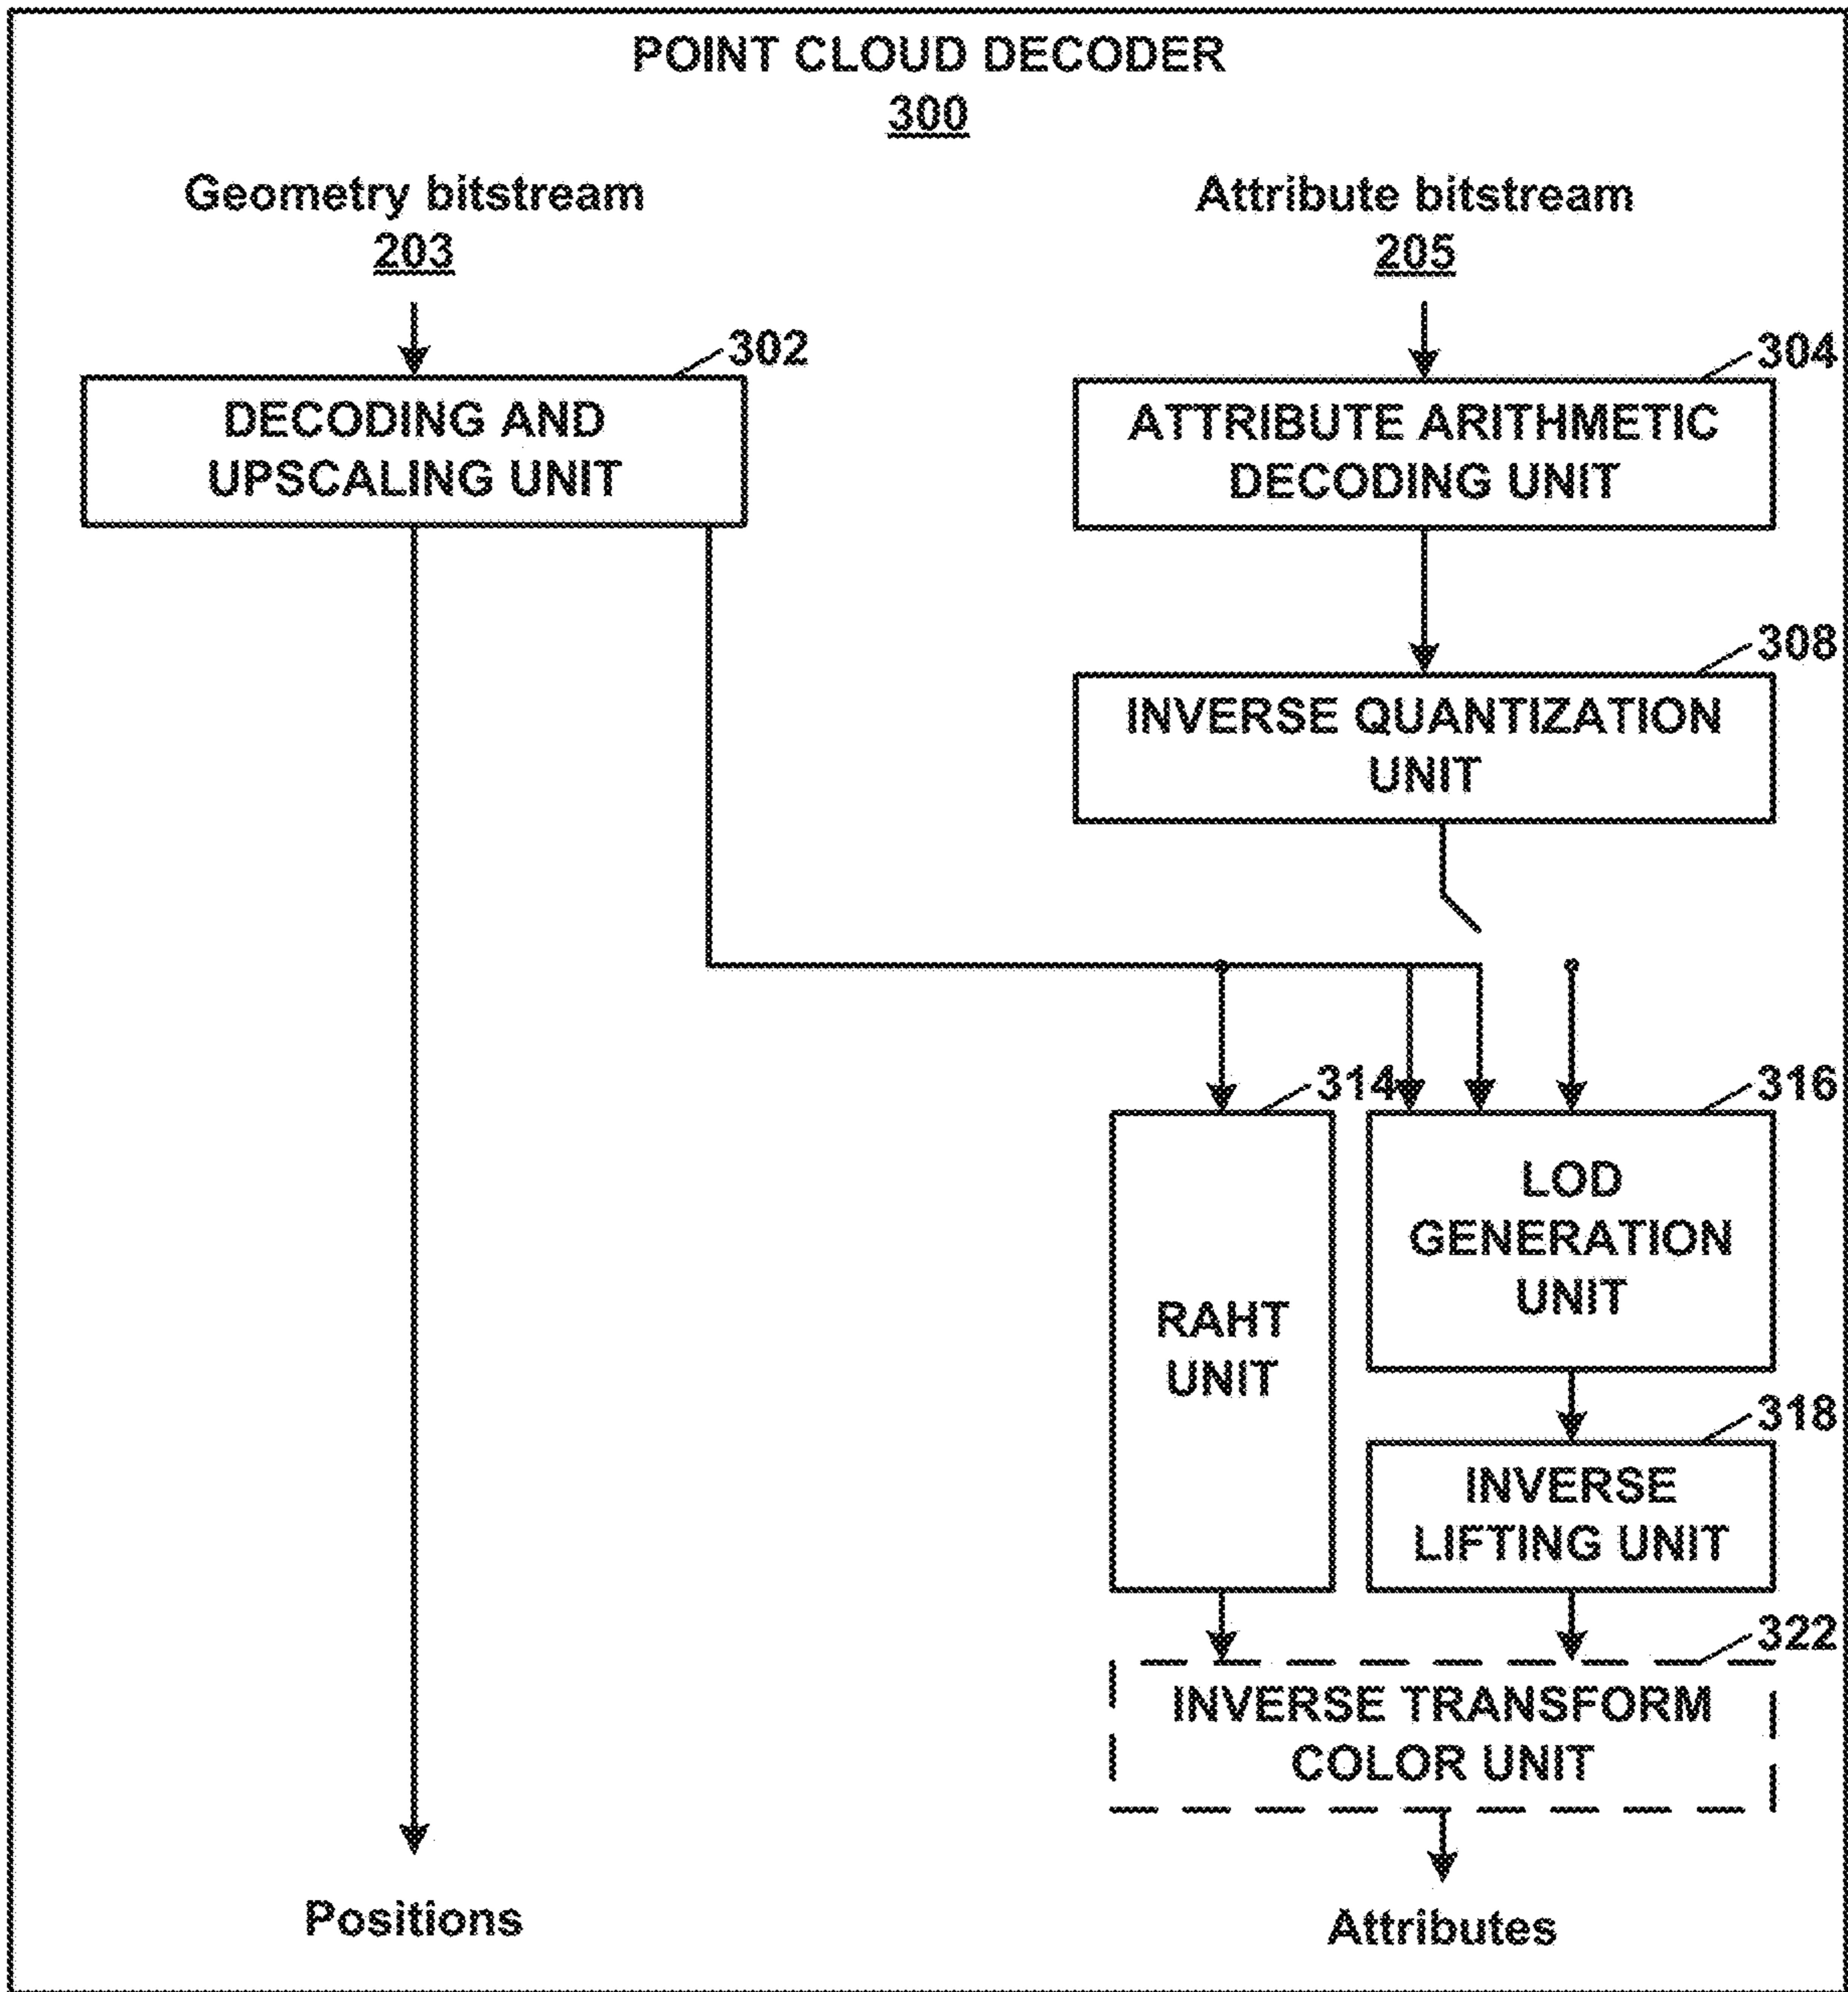 POINT CLOUD DECODER
300
Geometry bitstream
203
Attribute bitstream
205
302
DECODING AND
UPSCALING UNIT
304
ATTRIBUTE ARITHMETIC
DECODING UNIT
308
INVERSE QUANTIZATION
UNIT
314
RAHT
UNIT
316
LOD
GENERATION
UNIT
318
INVERSE
LIFTING UNIT
322
INVERSE TRANSFORM
COLOR UNIT
Positions
Attributes